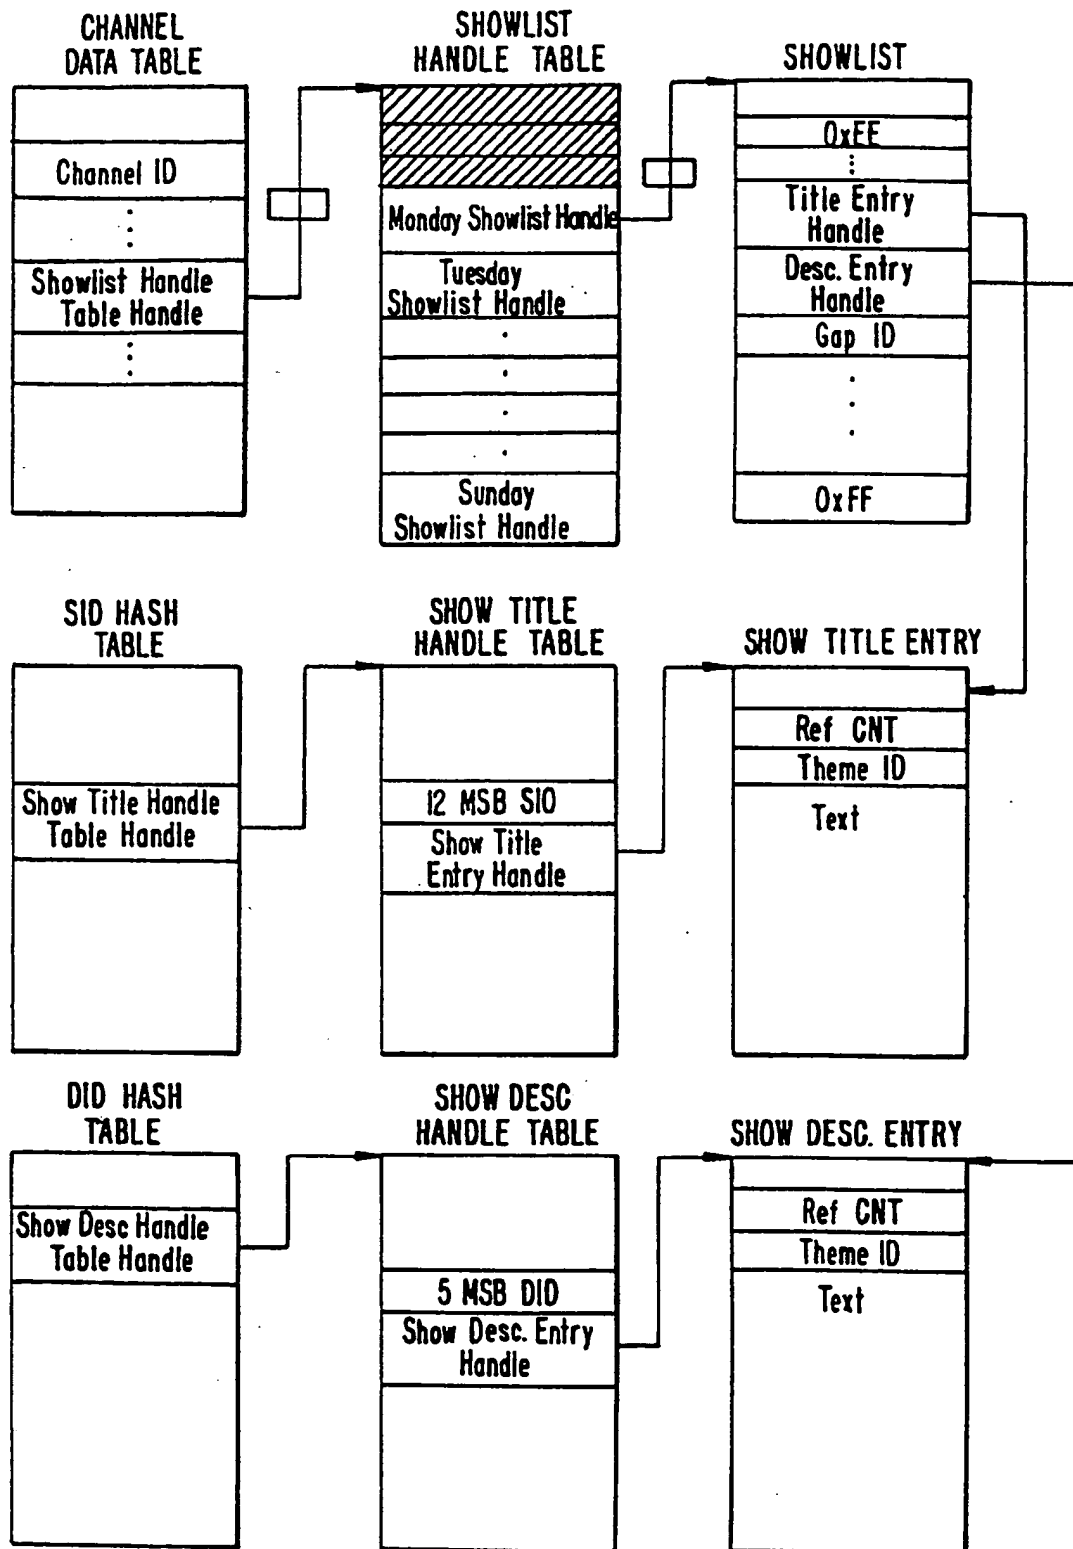 CHANNEL
DATA TABLE
Channel ID
Showlist Handle
Table Handle
SHOWLIST
HANDLE TABLE
Monday Showlist Handle
Tuesday
Showlist Handle
Sunday
Showlist Handle
SHOWLIST
0xEE
Title Entry
Handle
Desc. Entry
Handle
Gap ID
0xFF
SID HASH
TABLE
Show Title Handle
Table Handle
SHOW TITLE
HANDLE TABLE
12 MSB SIO
Show Title
Entry Handle
SHOW TITLE ENTRY
Ref CNT
Theme ID
Text
DID HASH
TABLE
Show Desc Handle
Table Handle
SHOW DESC
HANDLE TABLE
5 MSB DID
Show Desc. Entry
Handle
SHOW DESC. ENTRY
Ref CNT
Theme ID
Text